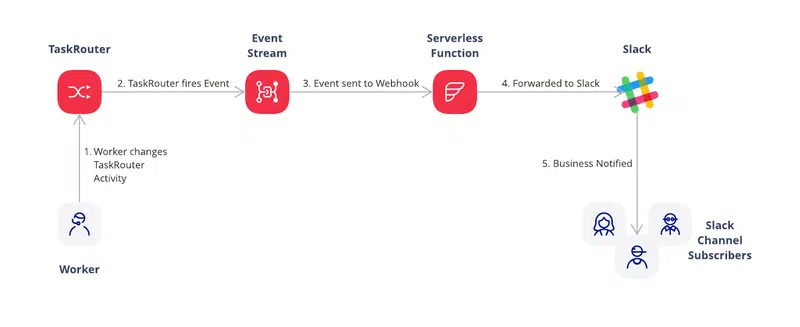 TaskRouter
Event
Stream
Serverless
Function
Slack
2. TaskRouter fires Event
3. Event sent to Webhook
4. Forwarded to Slack
1. Worker changes
TaskRouter
Activity
5. Business Notified
Worker
Slack
Channel
Subscribers